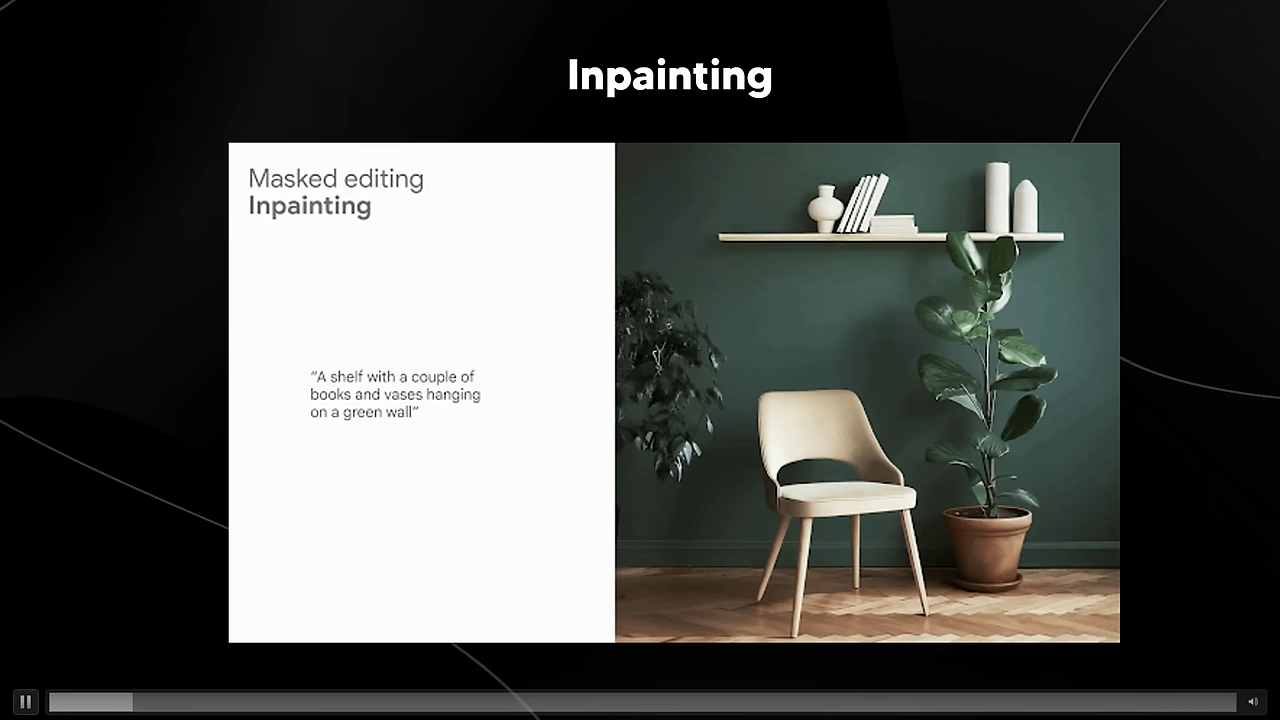 Inpainting
Masked editing
Inpainting
“A shelf with a couple of
books and vases hanging
on a green wall”